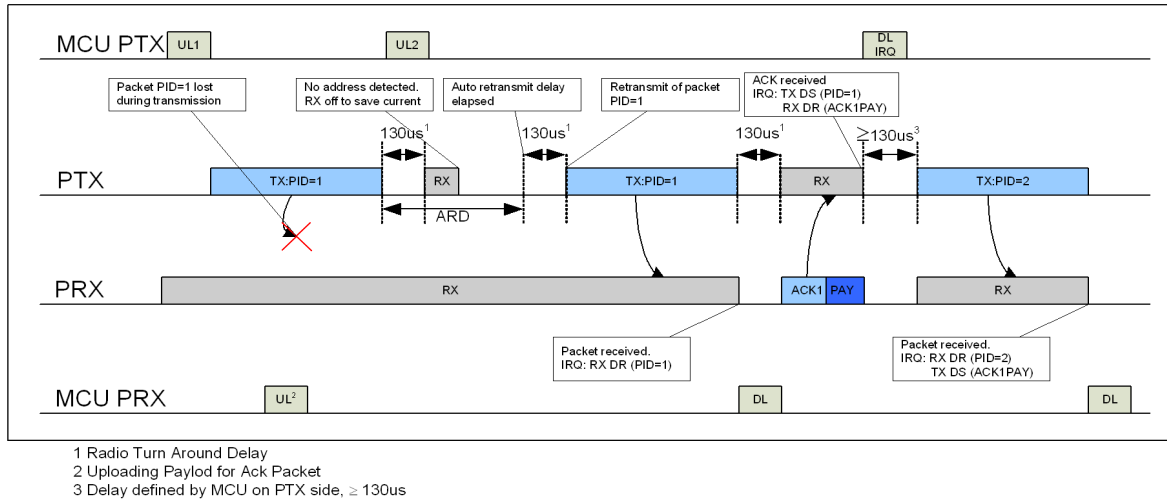 MCU PTX
UL1
UL2
DL
IRQ
Packet PID=1 lost
during transmission
No address detected.
RX off to save current
Auto retransmit delay
elapsed
Retransmit of packet
PID=1
ACK received
IRQ: TX DS (PID=1)
RX DR (ACK1PAY)
130us1
130us1
130us1
≥130us3
PTX
TX:PID=1
RX
TX:PID=1
RX
TX:PID=2
ARD
PRX
RX
ACK1
PAY
RX
Packet received.
IRQ: RX DR (PID=1)
Packet received.
IRQ: RX DR (PID=2)
TX DS (ACK1PAY)
MCU PRX
UL2
DL
DL
1 Radio Turn Around Delay
2 Uploading Paylod for Ack Packet
3 Delay defined by MCU on PTX side, ≥ 130us